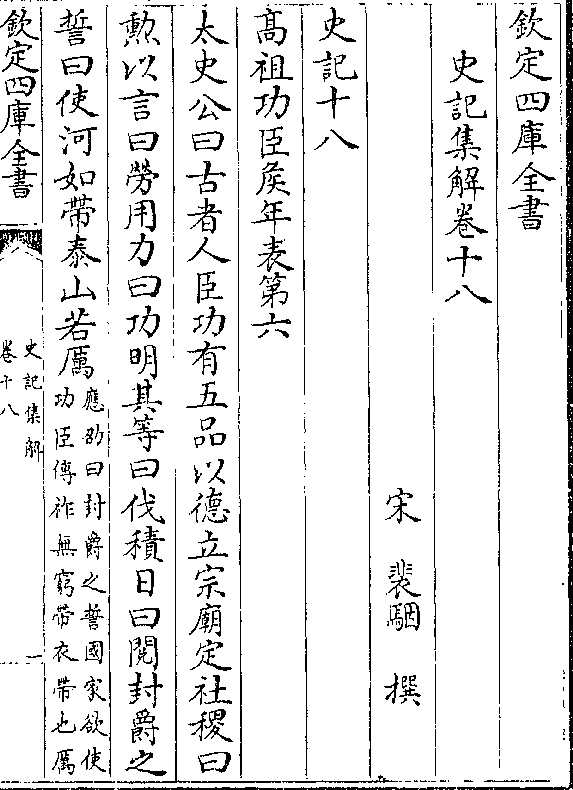 欽定四庫全書
史記集解卷十八
宋 裴駰 撰
史記十八
髙祖功臣矦年表第六
太史公曰古者人臣功有五品以德立宗廟定社稷曰
勲以言曰勞用力曰功明其等曰伐積日曰閱封爵之
誓曰使河如帶泰山若厲
應劭曰封爵之誓國家欲使
功臣傳祚無窮帶衣帶也厲
欽定四庫全書
史記集解
卷十八
一